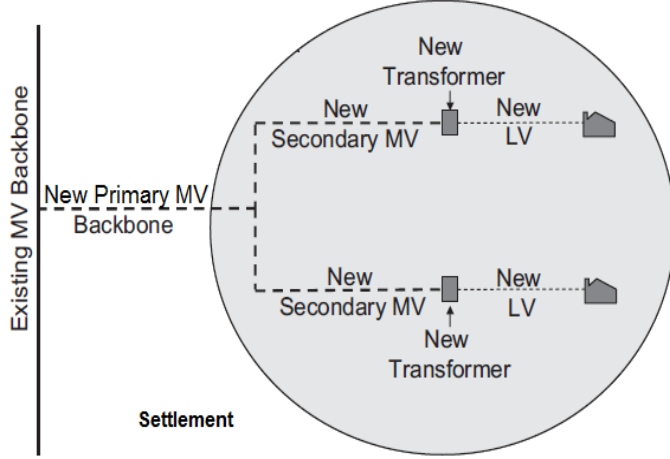 Existing MV Backbone
New Primary MV
Backbone
New
Transformer
New
Secondary MV
New
LV
New
Secondary MV
New
LV
New
Transformer
Settlement